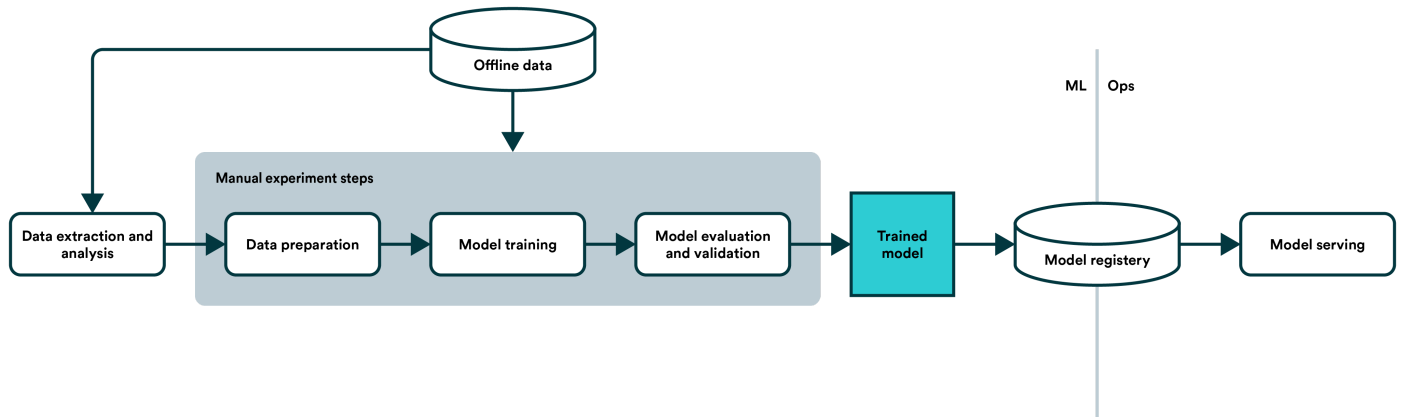 Offline data
ML
Ops
Manual experiment steps
Data extraction and
analysis
Data preparation
Model training
Model evaluation
and validation
Trained
model
Model registery
Model serving